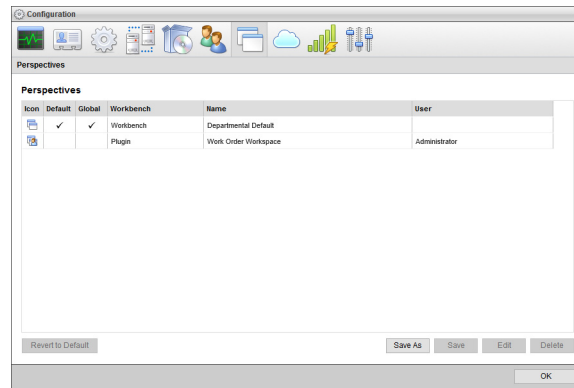 Configuration
Perspectives
Perspectives
Icon Default Global Workbench Name User
Workbench Departmental Default
Plugin Work Order Workspace Administrator
Revert to Default Save As Save Edit Delete
OK